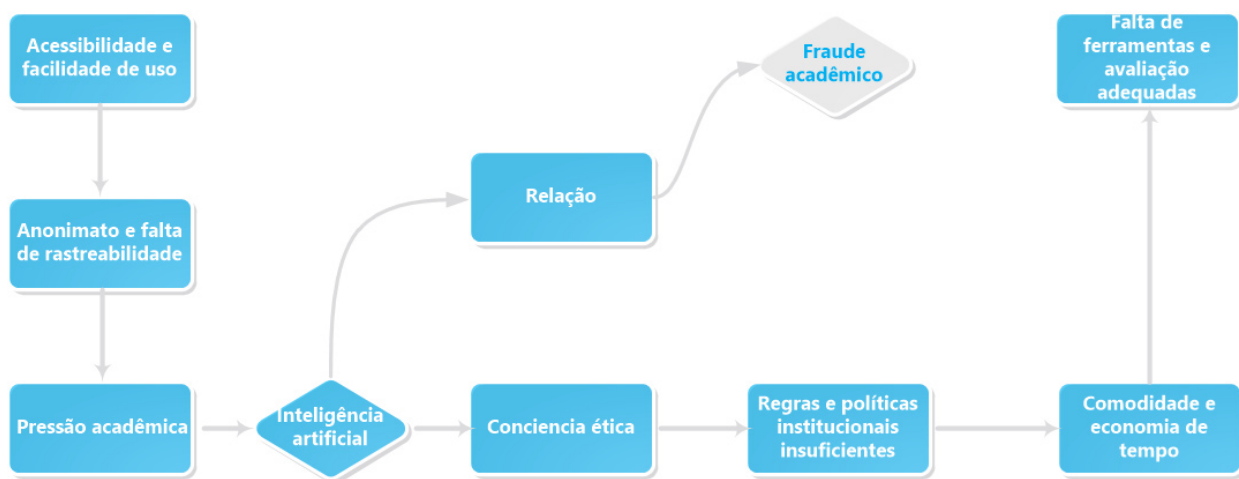 Acessibilidade e
facilidade de uso
Fraude
acadêmico
Falta de
ferramentas e
avaliação
adequadas
Relação
Anonimato e falta
de rastreabilidade
Pressão acadêmica
Inteligência
artificial
Conciencia ética
Regras e políticas
institucionais
insuficientes
Comodidade e
economia de
tempo